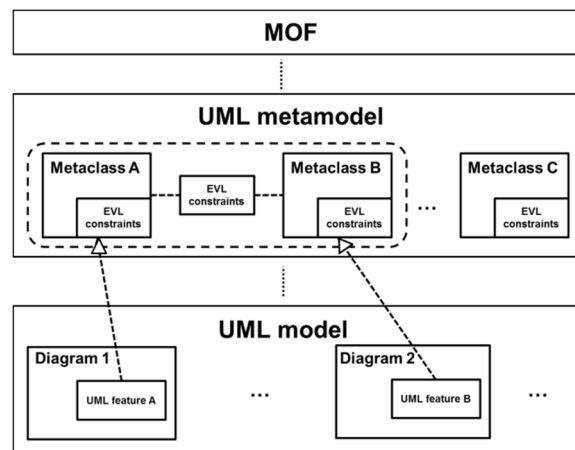 MOF
UML metamodel
Metaclass A
EVL
constraints
EVL
constraints
Metaclass B
EVL
constraints
...
Metaclass C
EVL
constraints
UML model
Diagram 1
UML feature A
...
Diagram 2
UML feature B
...